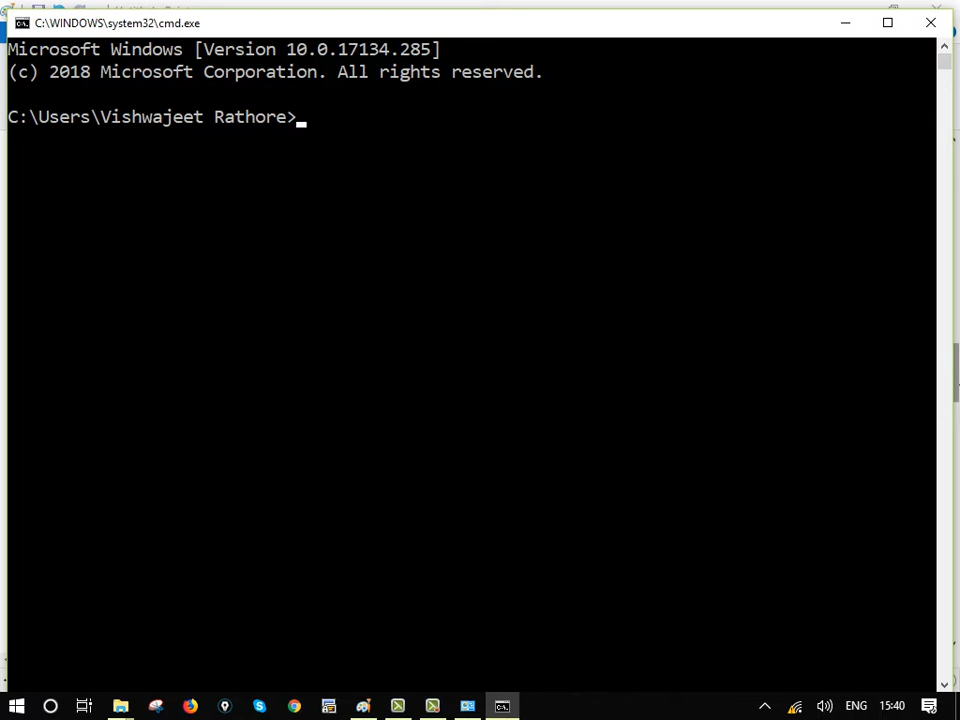 C:\WINDOWS\system32\cmd.exe
Microsoft Windows [Version 10.0.17134.285]
(c) 2018 Microsoft Corporation. All rights reserved.
C:\Users\Vishwajeet Rathore>
ENG
15:40